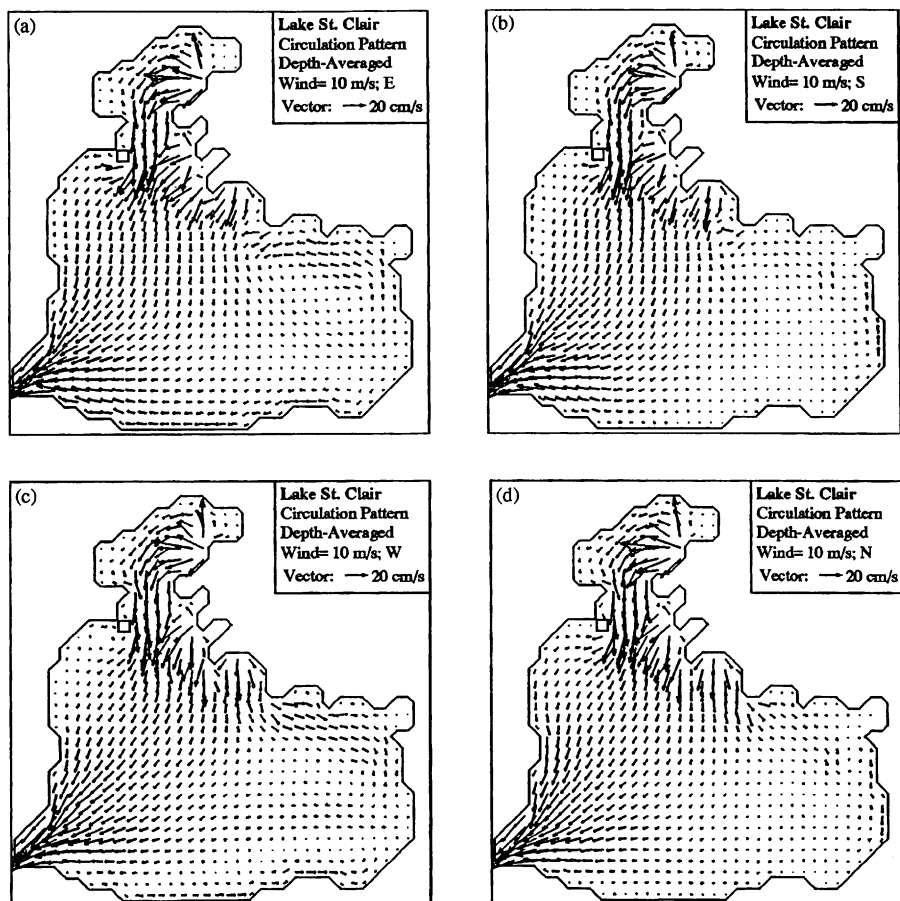 (a)
Lake St. Clair
Circulation Pattern
Depth-Averaged
Wind= 10 m/s; E
Vector: 20 cm/s
(b)
Lake St. Clair
Circulation Pattern
Depth-Averaged
Wind= 10 m/s; S
Vector: 20 cm/s
(c)
Lake St. Clair
Circulation Pattern
Depth-Averaged
Wind= 10 m/s; W
Vector: 20 cm/s
(d)
Lake St. Clair
Circulation Pattern
Depth-Averaged
Wind= 10 m/s; N
Vector: 20 cm/s